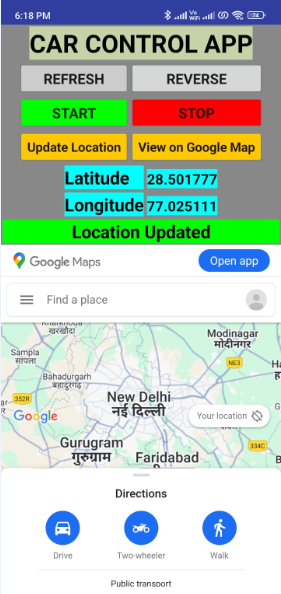 6:18 PM
CAR CONTROL APP
REFRESH REVERSE
START STOP
Update Location View on Google Map
Latitude 28.501777
Longitude 77.025111
Location Updated
Google Maps Open app
Find a place
Kharkhoda
खरखौदा
Modinagar
मोदीनगर
Sampla
सांपला
NE3
Bahadurgarh
बहादुरगढ़
352R
New Delhi
नई दिल्ली
Google
Your location
Gurugram
गुरुग्राम
Faridabad
334C
Directions
Drive Two-wheeler Walk
Public transport